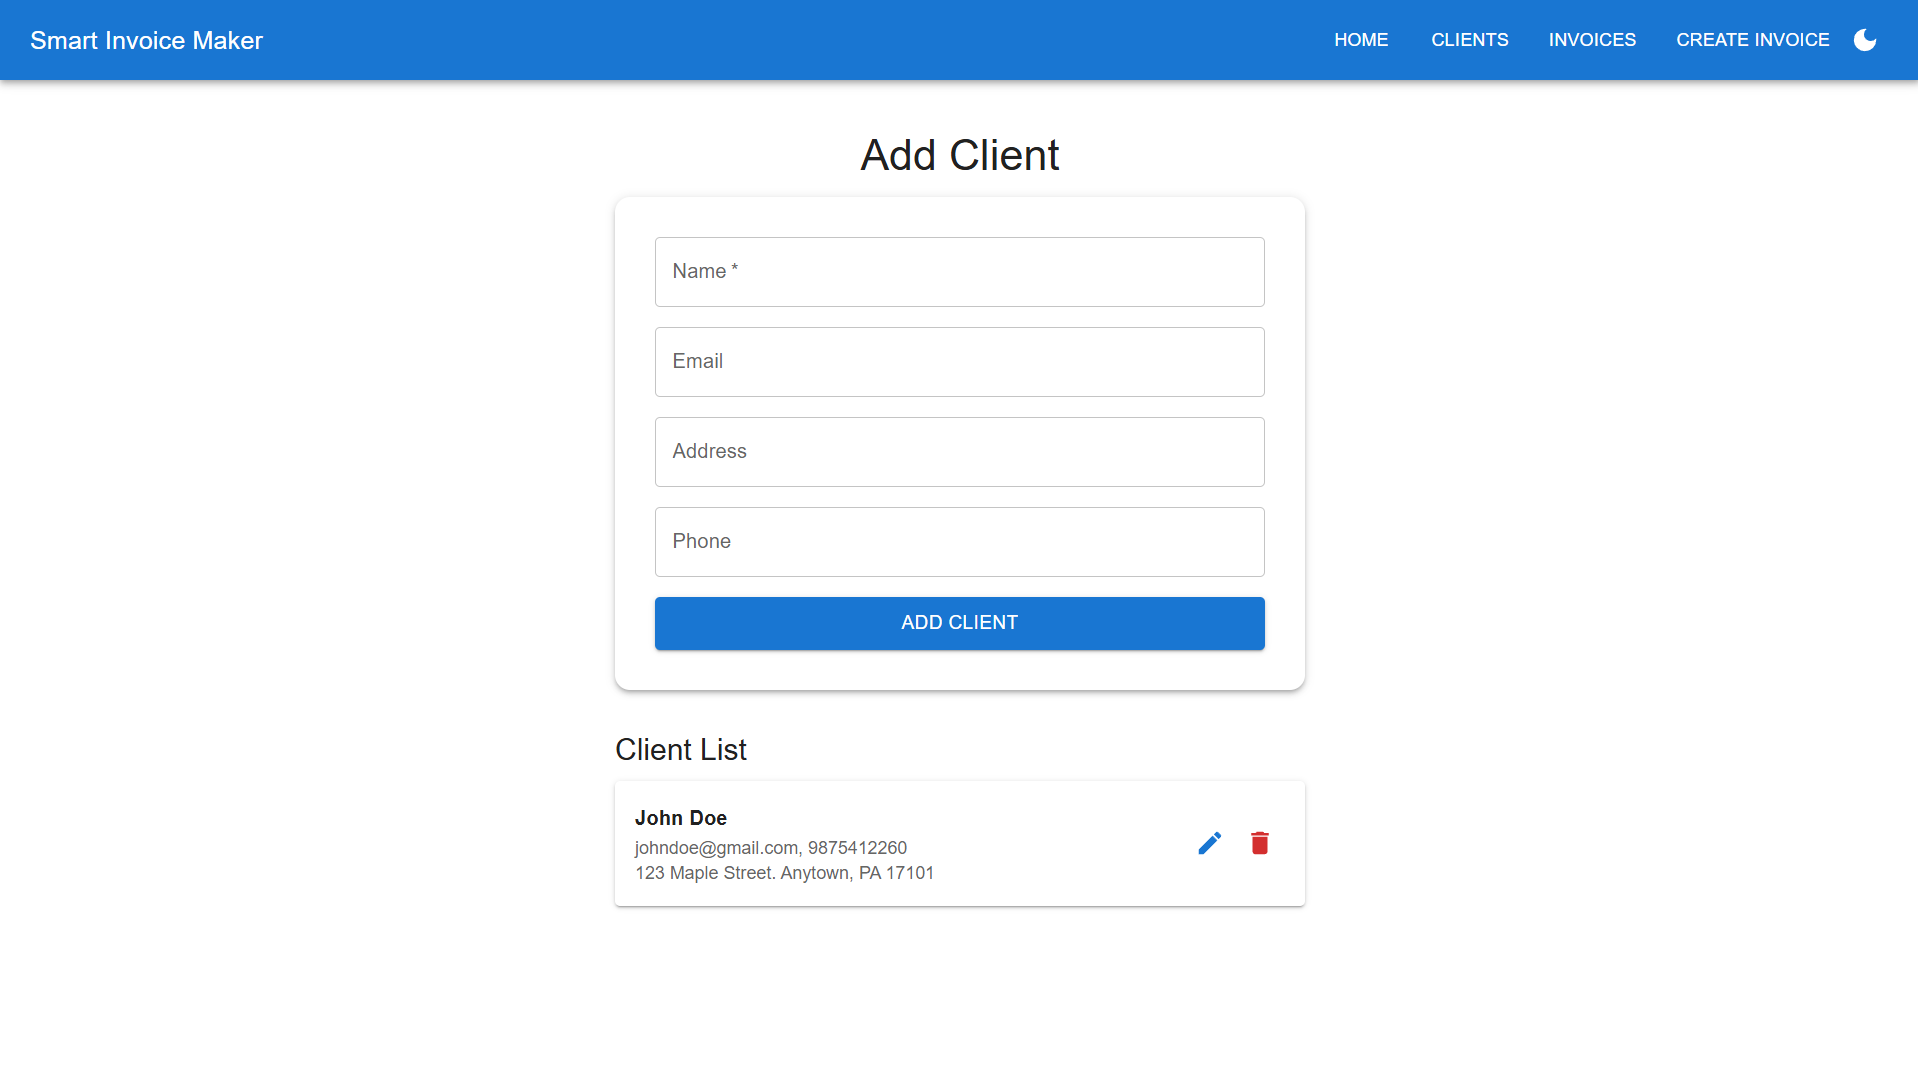 Smart Invoice Maker
HOME CLIENTS INVOICES CREATE INVOICE
Add Client
Name *
Email
Address
Phone
ADD CLIENT
Client List
John Doe
johndoe@gmail.com, 9875412260
123 Maple Street. Anytown, PA 17101